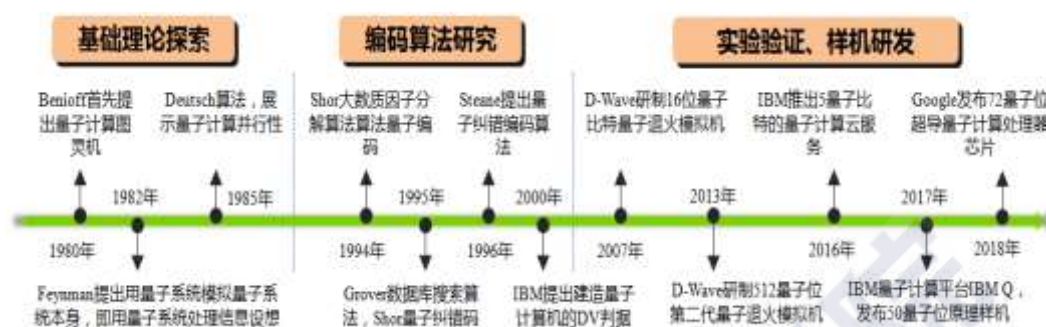 基础理论探索
编码算法研究
实验验证、样机研发
Benioff首先提
出量子计算图
灵机
Deutsch算法，展
示量子计算并行性
Shor大数质因子分
解算法算法量子编
码
Steane提出量
子纠错编码算
法
D-Wave研制16位量子
比特量子退火模拟机
IBM推出5量子比
特的量子计算云服
务
Google发布72量子位
超导量子计算处理器
芯片
1982年
1985年
1995年
2000年
2013年
2017年
1980年
1994年
1996年
2007年
2016年
2018年
Feynman提出用量子系统模拟量子系
统本身，即用量子系统处理信息设想
Grover数据库搜索算
法，Shor量子纠错码
IBM提出建造量子
计算机的DV判据
D-Wave研制512量子位
第二代量子退火模拟机
IBM量子计算平台IBM Q，
发布50量子位原理样机